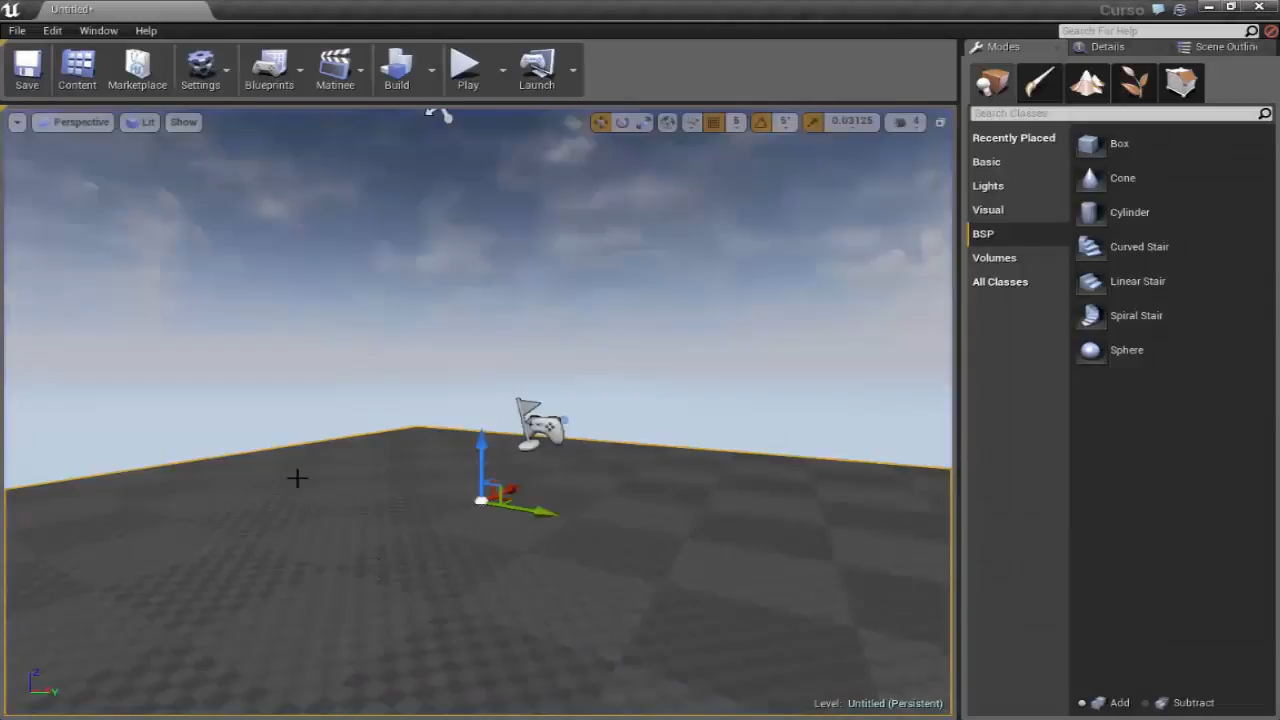 Untitled*
Curso
File Edit Window Help
Search For Help
Modes Details Scene Outlin
Save Content Marketplace Settings Blueprints Matinee Build Play Launch
Search Classes
Perspective Lit Show 5 5° 0.03125 4
Recently Placed
Basic
Lights
Visual
BSP
Volumes
All Classes
Box
Cone
Cylinder
Curved Stair
Linear Stair
Spiral Stair
Sphere
Z
Y
Level: Untitled (Persistent)
Add Subtract